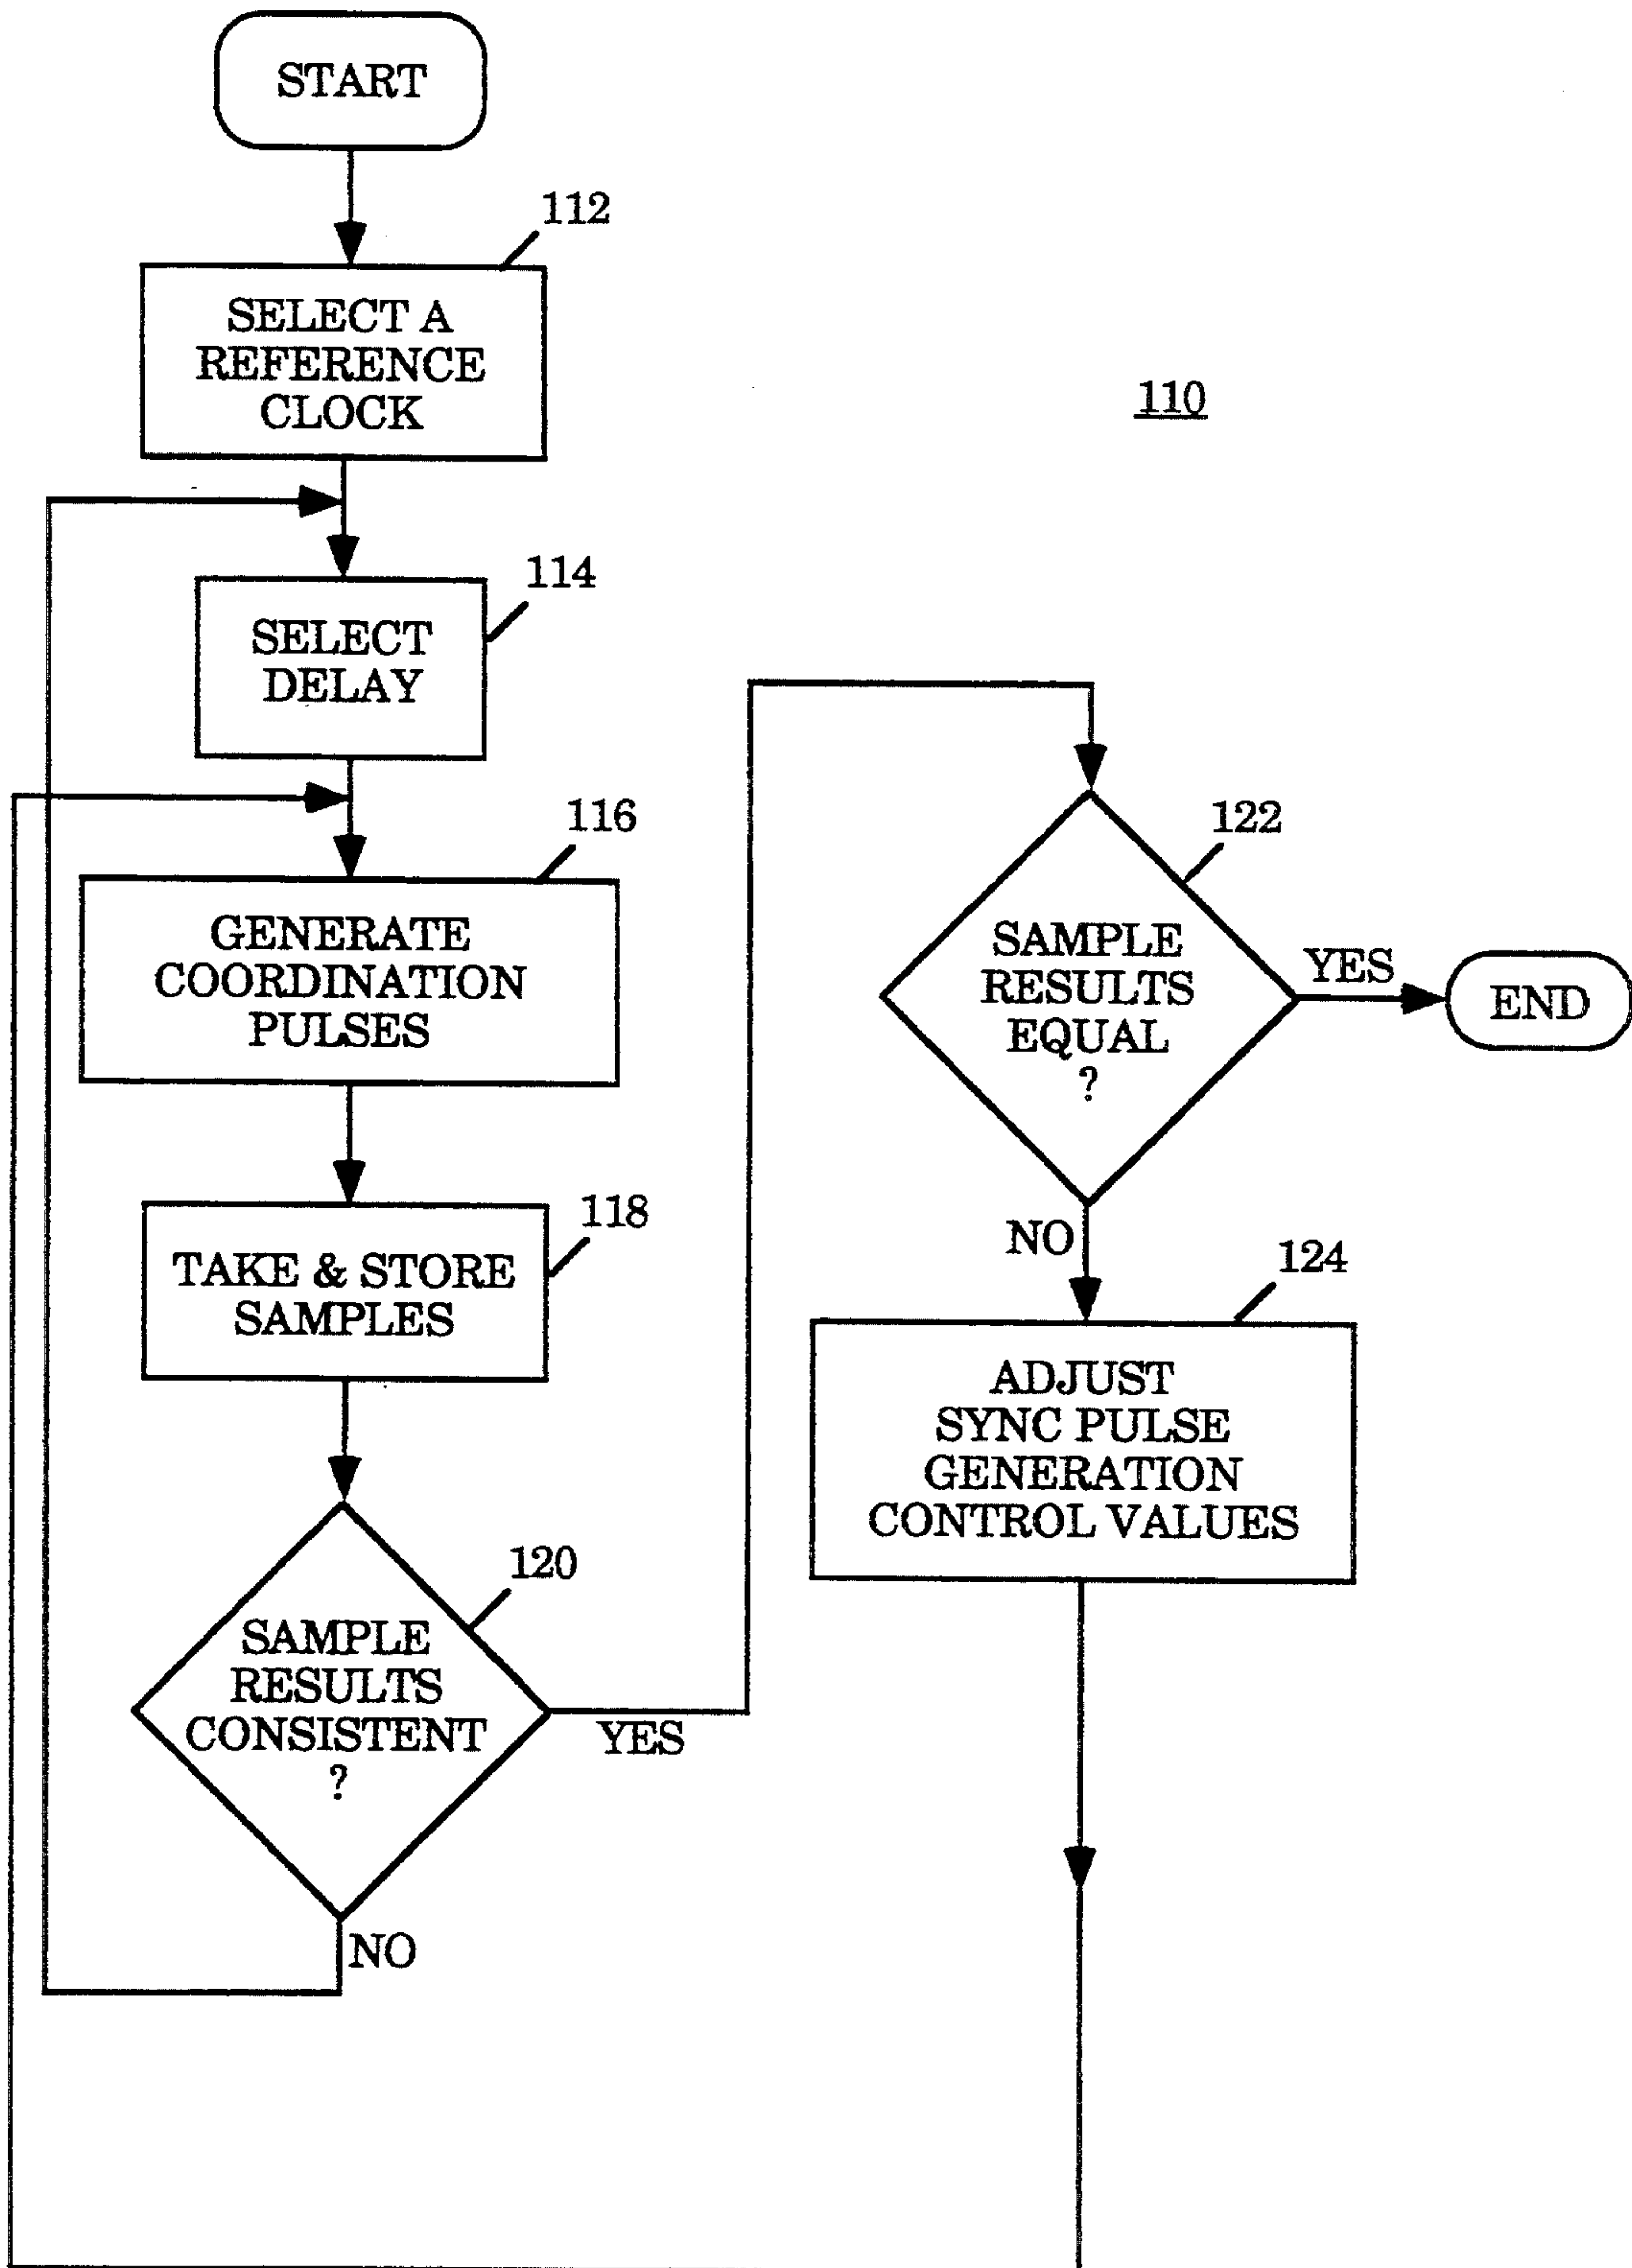 START
112
SELECT A
REFERENCE
CLOCK
110
114
SELECT
DELAY
116
GENERATE
COORDINATION
PULSES
118
TAKE & STORE
SAMPLES
120
SAMPLE
RESULTS
CONSISTENT
?
YES
NO
122
SAMPLE
RESULTS
EQUAL
?
YES
END
NO
124
ADJUST
SYNC PULSE
GENERATION
CONTROL VALUES